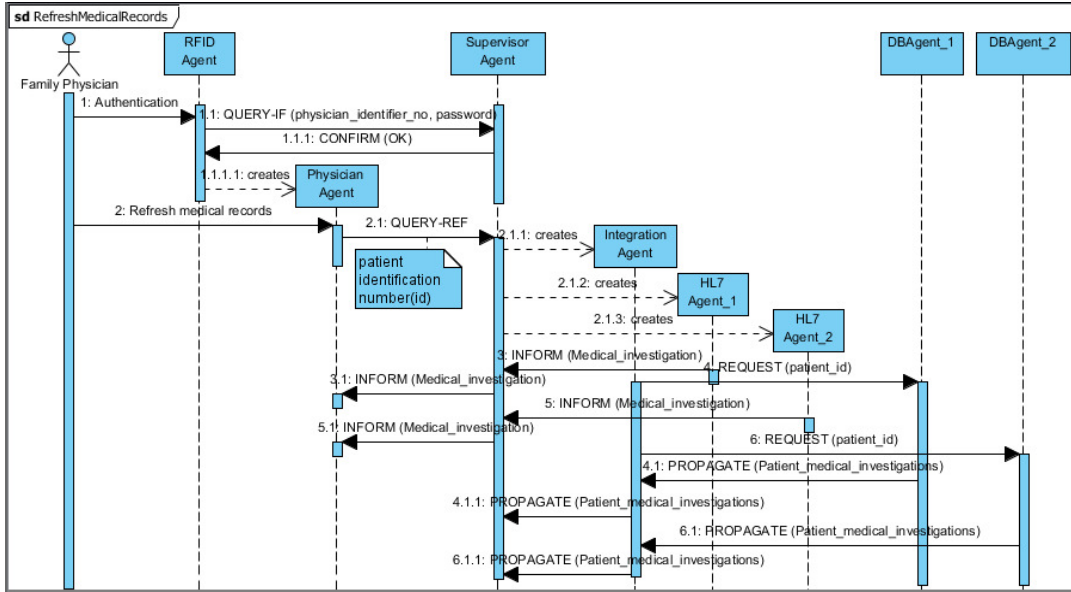 sd RefreshMedicalRecords
RFID
Agent
Supervisor
Agent
DBAgent_1
DBAgent_2
Family Physician
1: Authentication
1.1: QUERY-IF (physician_identifier_no, password)
1.1.1: CONFIRM (OK)
1.1.1.1: creates
Physician
Agent
2: Refresh medical records
2.1: QUERY-REF
2.1.1: creates
Integration
Agent
patient
identification
number(id)
2.1.2: creates
HL7
Agent_1
2.1.3: creates
HL7
Agent_2
3: INFORM (Medical_investigation)
4: REQUEST (patient_id)
3.1: INFORM (Medical_investigation)
5: INFORM (Medical_investigation)
5.1: INFORM (Medical_investigation)
6: REQUEST (patient_id)
4.1: PROPAGATE (Patient_medical_investigations)
4.1.1: PROPAGATE (Patient_medical_investigations)
6.1: PROPAGATE (Patient_medical_investigations)
6.1.1: PROPAGATE (Patient_medical_investigations)